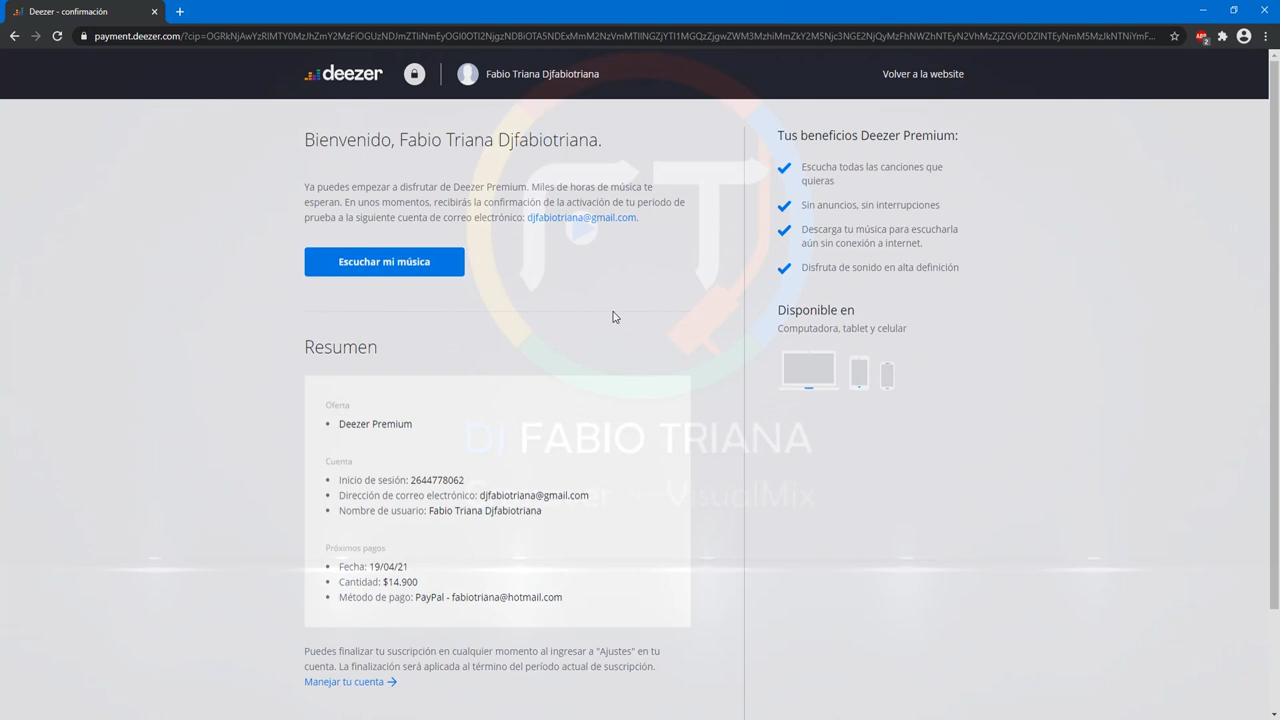 Deezer - confirmación
deezer
Fabio Triana Djfabiotriana
Volver a la website
Bienvenido, Fabio Triana Djfabiotriana.
Ya puedes empezar a disfrutar de Deezer Premium. Miles de horas de música te
esperan. En unos momentos, recibirás la confirmación de la activación de tu periodo de
prueba a la siguiente cuenta de correo electrónico: djfabiotriana@gmail.com.
Escuchar mi música
Resumen
Oferta
• Deezer Premium
Cuenta
• Inicio de sesión: 2644778062
• Dirección de correo electrónico: djfabiotriana@gmail.com
• Nombre de usuario: Fabio Triana Djfabiotriana
Próximos pagos
• Fecha: 19/04/21
• Cantidad: $14.900
• Método de pago: PayPal - fabiotriana@hotmail.com
Puedes finalizar tu suscripción en cualquier momento al ingresar a "Ajustes" en tu
cuenta. La finalización será aplicada al término del período actual de suscripción.
Manejar tu cuenta →
Tus beneficios Deezer Premium:
Escucha todas las canciones que
quieras
Sin anuncios, sin interrupciones
Descarga tu música para escucharla
aún sin conexión a internet.
Disfruta de sonido en alta definición
Disponible en
Computadora, tablet y celular
FT
DJ FABIO TRIANA
VisualMix